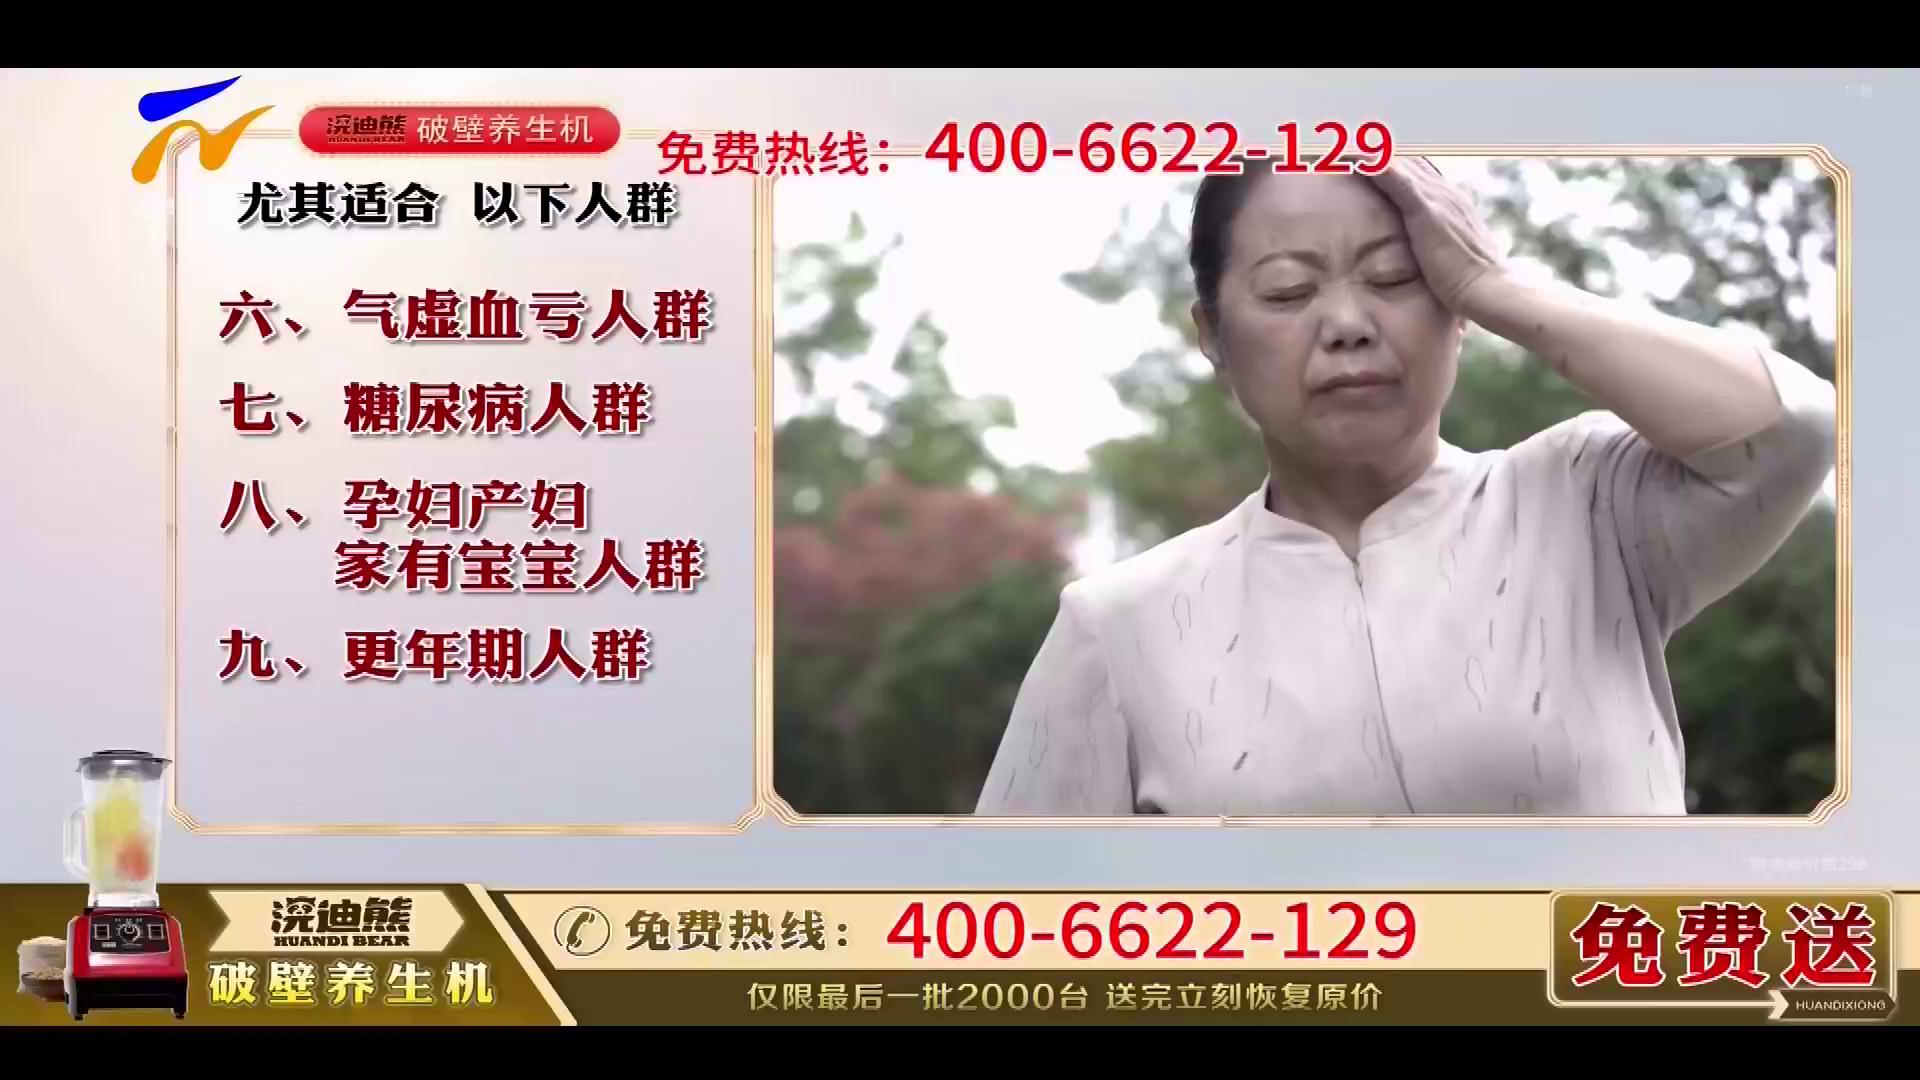 浣迪熊 HUANDI BEAR 破壁养生机
免费热线：400-6622-129
尤其适合 以下人群
六、气虚血亏人群
七、糖尿病人群
八、孕妇产妇
家有宝宝人群
九、更年期人群
浣迪熊
HUANDI BEAR
破壁养生机
免费热线：400-6622-129
仅限最后一批2000台 送完立刻恢复原价
免费送
HUANDIXIONG